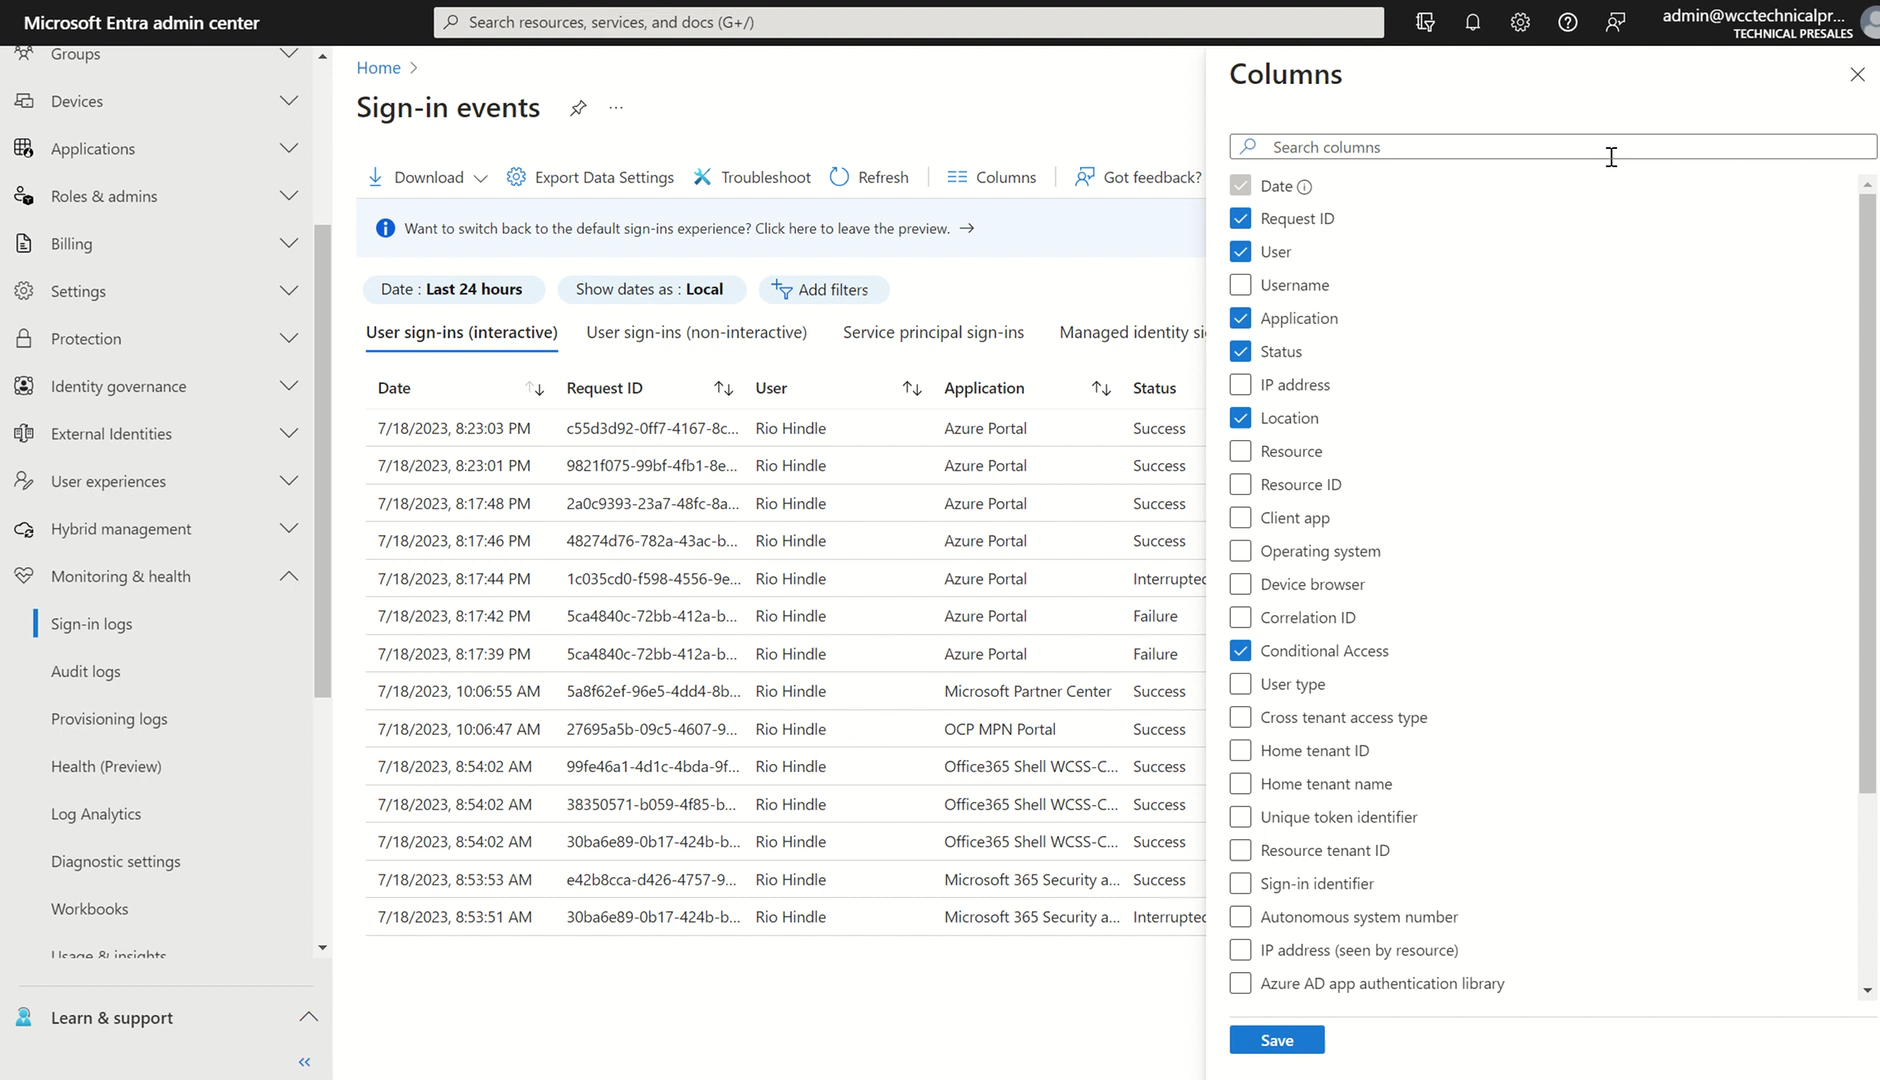 Microsoft Entra admin center
Search resources, services, and docs (G+/)
admin@wcctechnicalpr...
TECHNICAL PRESALES
Groups
Devices
Applications
Roles & admins
Billing
Settings
Protection
Identity governance
External Identities
User experiences
Hybrid management
Monitoring & health
Sign-in logs
Audit logs
Provisioning logs
Health (Preview)
Log Analytics
Diagnostic settings
Workbooks
Usage & insights
Learn & support
Home
Sign-in events
Download Export Data Settings Troubleshoot Refresh Columns Got feedback?
Want to switch back to the default sign-ins experience? Click here to leave the preview. →
Date : Last 24 hours Show dates as : Local Add filters
User sign-ins (interactive) User sign-ins (non-interactive) Service principal sign-ins Managed identity si
Date Request ID User Application Status
7/18/2023, 8:23:03 PM c55d3d92-0ff7-4167-8c... Rio Hindle Azure Portal Success
7/18/2023, 8:23:01 PM 9821f075-99bf-4fb1-8e... Rio Hindle Azure Portal Success
7/18/2023, 8:17:48 PM 2a0c9393-23a7-48fc-8a... Rio Hindle Azure Portal Success
7/18/2023, 8:17:46 PM 48274d76-782a-43ac-b... Rio Hindle Azure Portal Success
7/18/2023, 8:17:44 PM 1c035cd0-f598-4556-9e... Rio Hindle Azure Portal Interrupted
7/18/2023, 8:17:42 PM 5ca4840c-72bb-412a-b... Rio Hindle Azure Portal Failure
7/18/2023, 8:17:39 PM 5ca4840c-72bb-412a-b... Rio Hindle Azure Portal Failure
7/18/2023, 10:06:55 AM 5a8f62ef-96e5-4dd4-8b... Rio Hindle Microsoft Partner Center Success
7/18/2023, 10:06:47 AM 27695a5b-09c5-4607-9... Rio Hindle OCP MPN Portal Success
7/18/2023, 8:54:02 AM 99fe46a1-4d1c-4bda-9f... Rio Hindle Office365 Shell WCSS-C... Success
7/18/2023, 8:54:02 AM 38350571-b059-4f85-b... Rio Hindle Office365 Shell WCSS-C... Success
7/18/2023, 8:54:02 AM 30ba6e89-0b17-424b-b... Rio Hindle Office365 Shell WCSS-C... Success
7/18/2023, 8:53:53 AM e42b8cca-d426-4757-9... Rio Hindle Microsoft 365 Security a... Success
7/18/2023, 8:53:51 AM 30ba6e89-0b17-424b-b... Rio Hindle Microsoft 365 Security a... Interrupted
Columns
Search columns
Date
Request ID
User
Username
Application
Status
IP address
Location
Resource
Resource ID
Client app
Operating system
Device browser
Correlation ID
Conditional Access
User type
Cross tenant access type
Home tenant ID
Home tenant name
Unique token identifier
Resource tenant ID
Sign-in identifier
Autonomous system number
IP address (seen by resource)
Azure AD app authentication library
Save